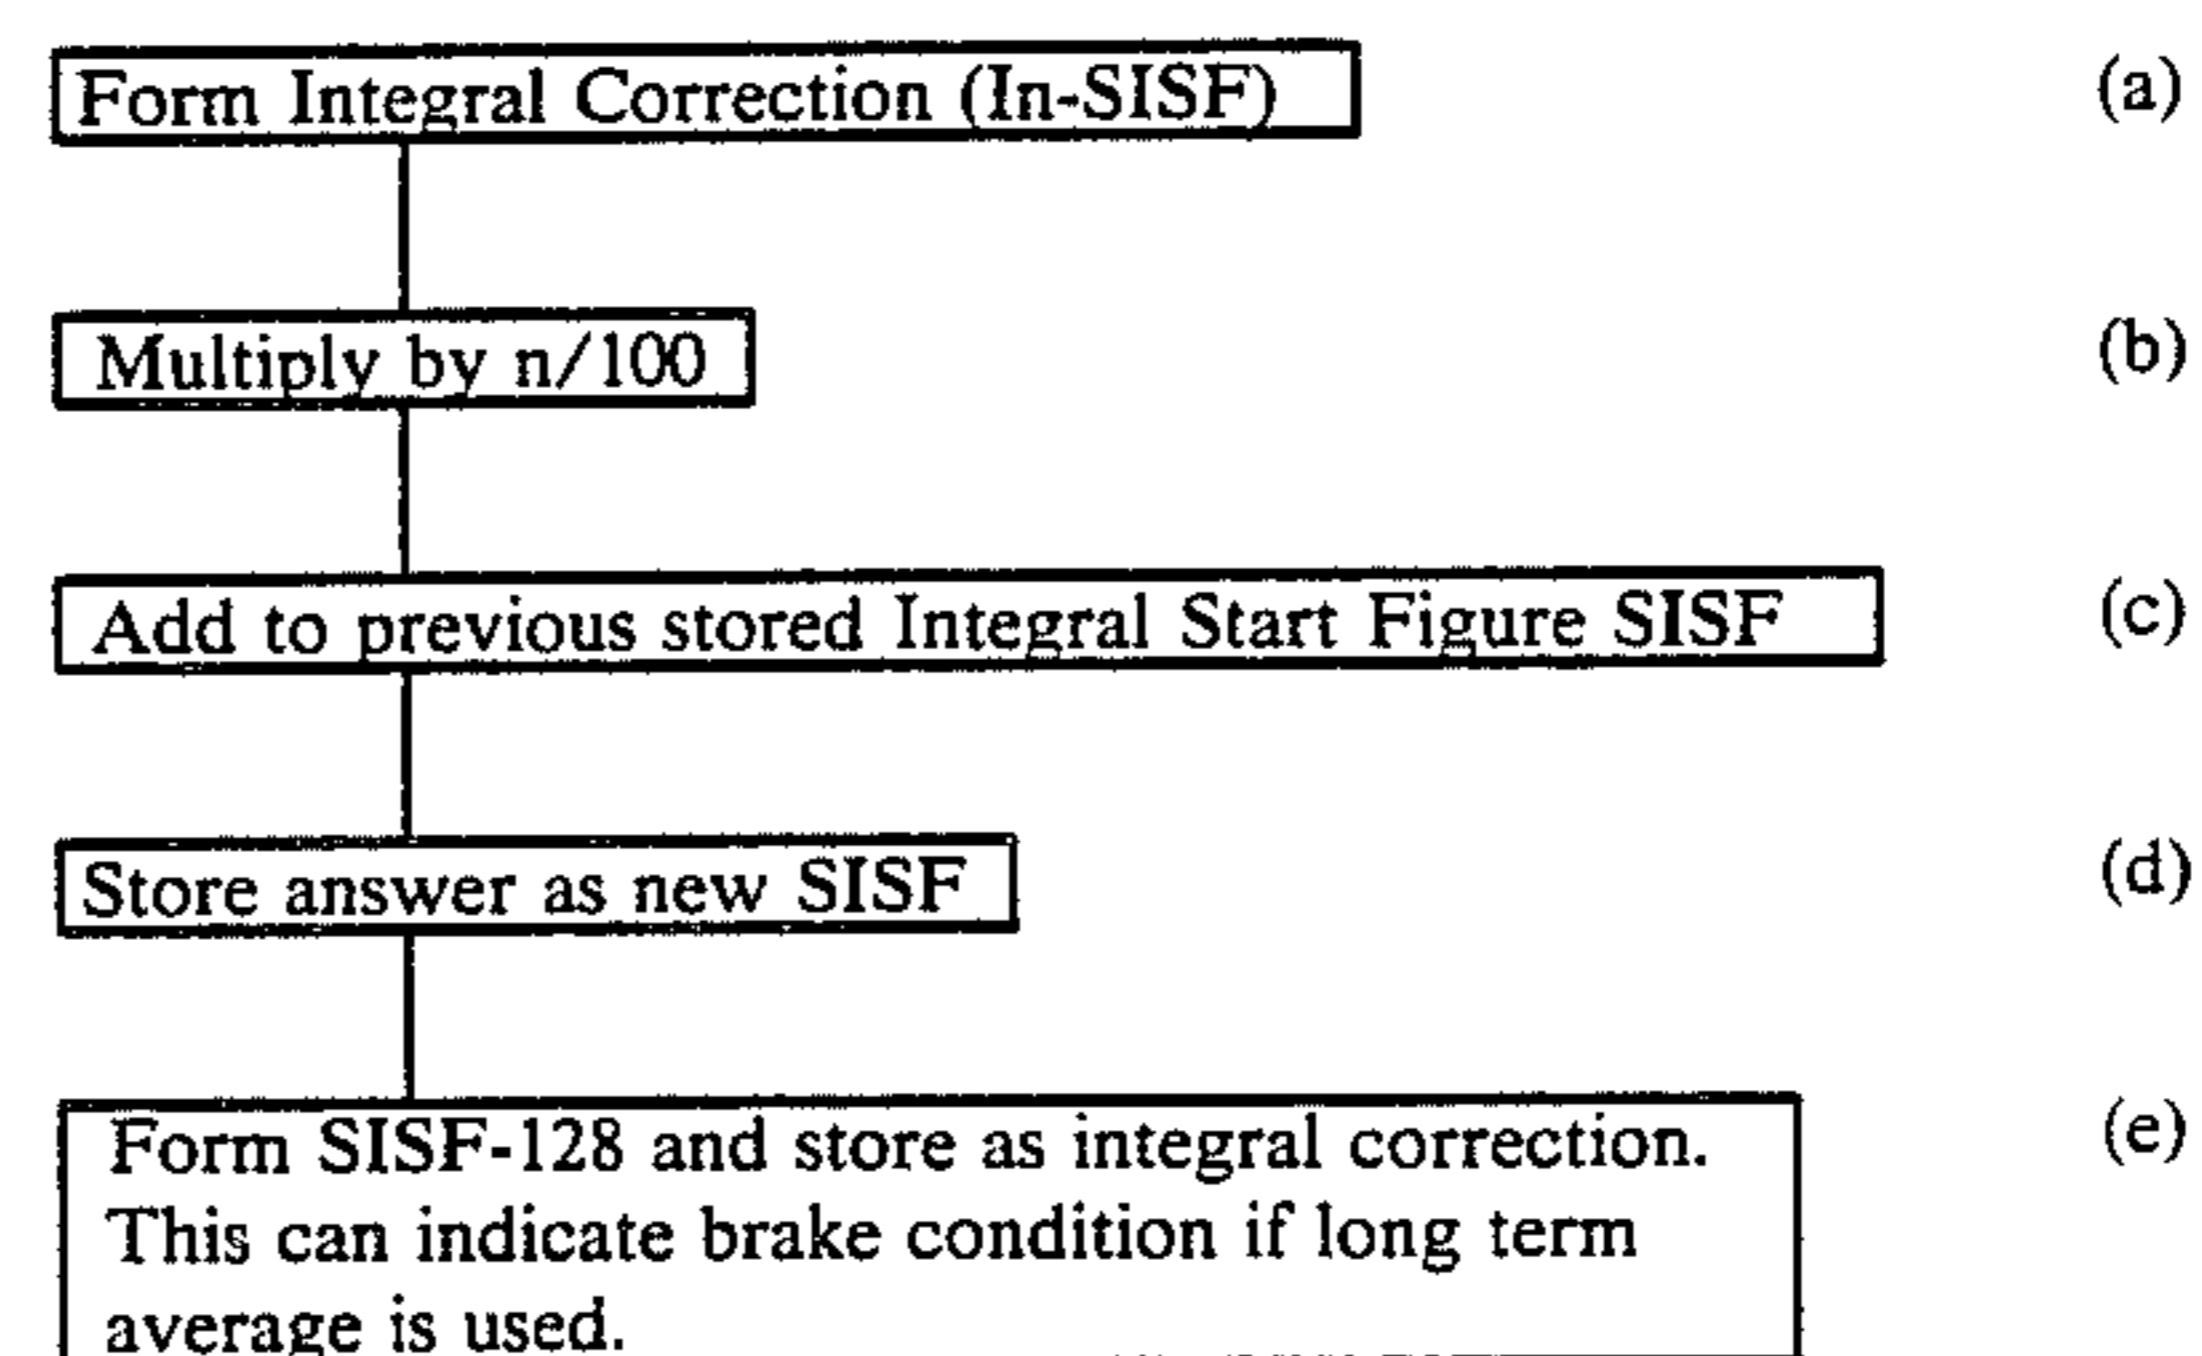 Form Integral Correction (In-SISF) (a)
Multiply by n/100 (b)
Add to previous stored Integral Start Figure SISF (c)
Store answer as new SISF (d)
Form SISF-128 and store as integral correction. (e)
This can indicate brake condition if long term
average is used.